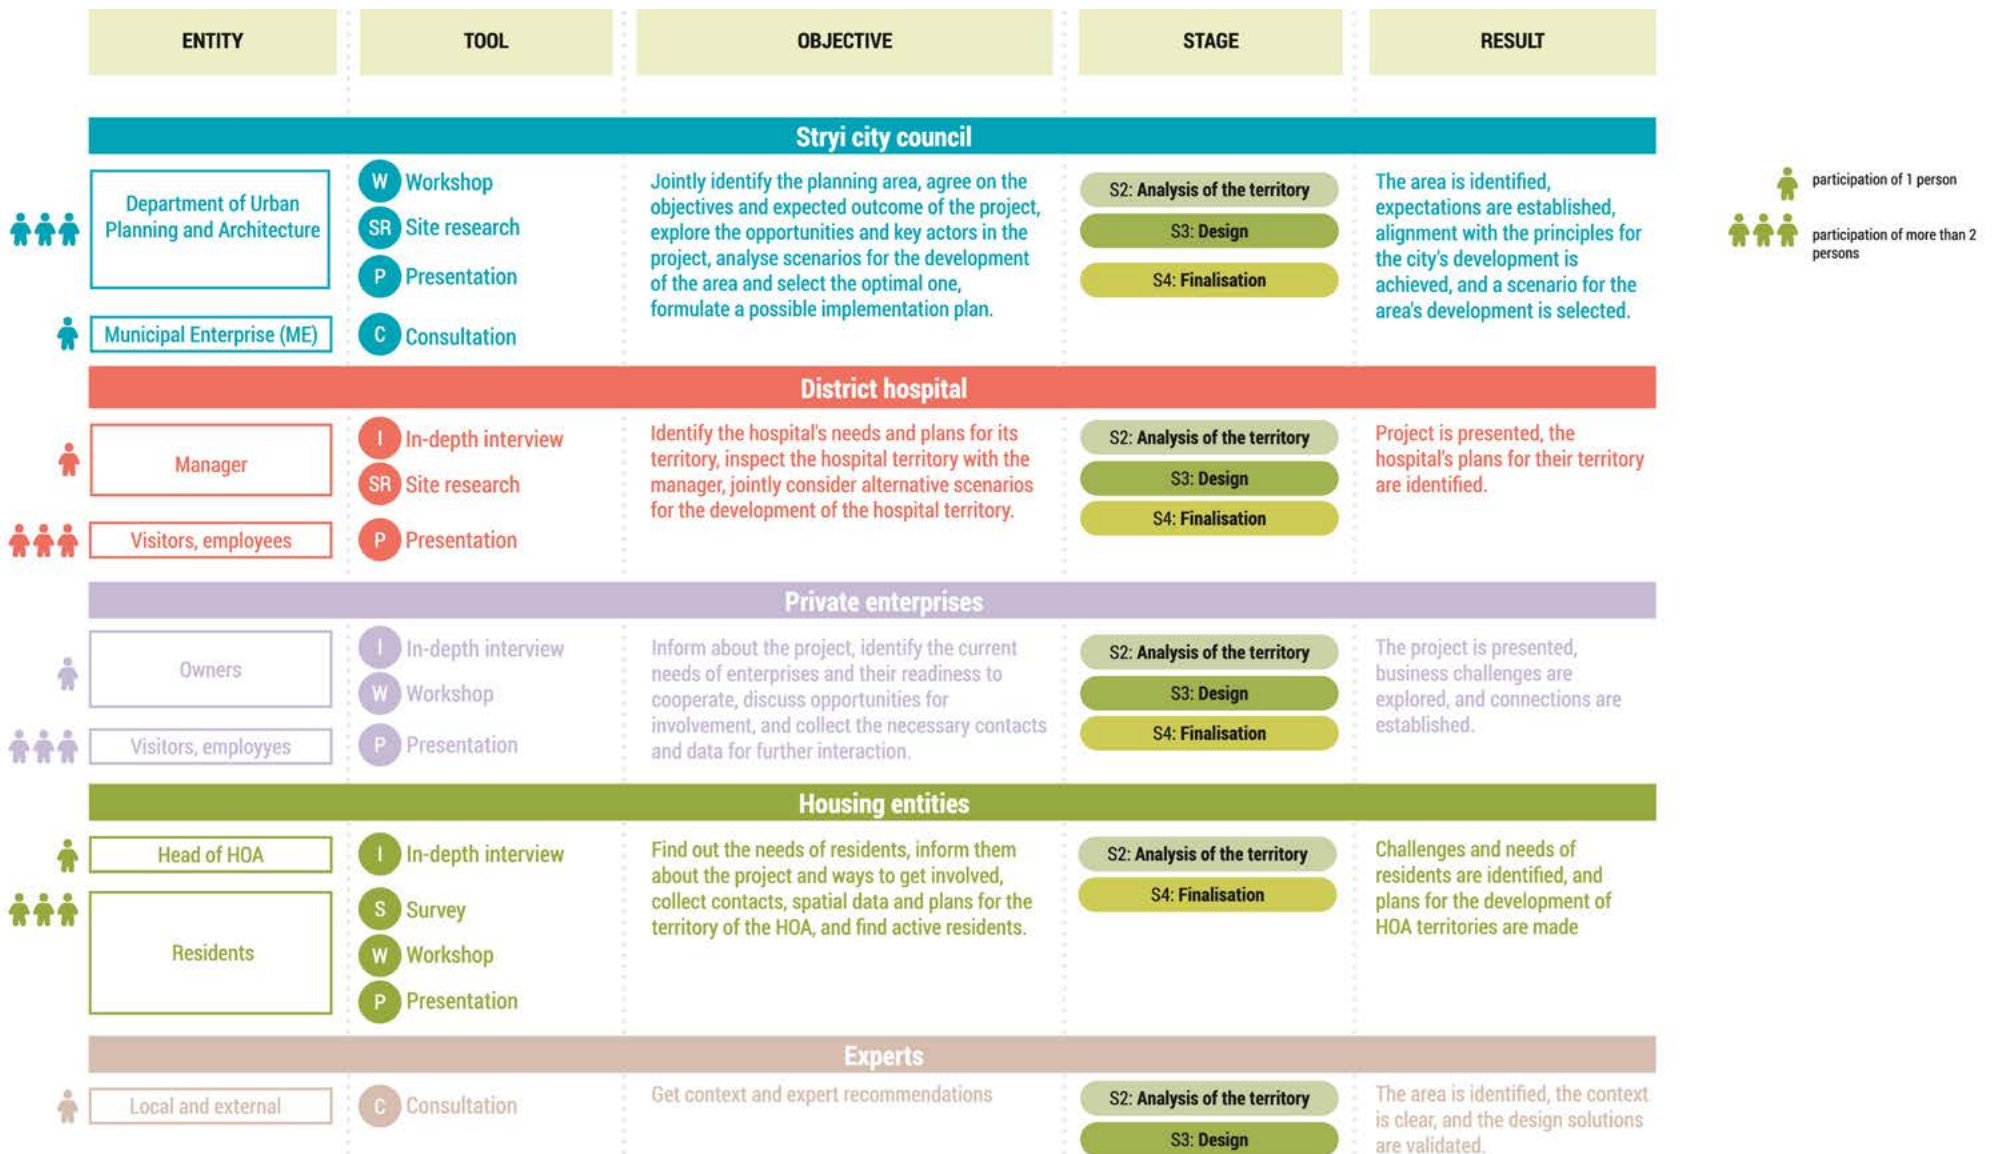 ENTITY
TOOL
OBJECTIVE
STAGE
RESULT
Stryi city council
Department of Urban
Planning and Architecture
Municipal Enterprise (ME)
W Workshop
SR Site research
P Presentation
C Consultation
Jointly identify the planning area, agree on the
objectives and expected outcome of the project,
explore the opportunities and key actors in the
project, analyse scenarios for the development
of the area and select the optimal one,
formulate a possible implementation plan.
S2: Analysis of the territory
S3: Design
S4: Finalisation
The area is identified,
expectations are established,
alignment with the principles for
the city's development is
achieved, and a scenario for the
area's development is selected.
participation of 1 person
participation of more than 2
persons
District hospital
Manager
Visitors, employees
I In-depth interview
SR Site research
P Presentation
Identify the hospital's needs and plans for its
territory, inspect the hospital territory with the
manager, jointly consider alternative scenarios
for the development of the hospital territory.
S2: Analysis of the territory
S3: Design
S4: Finalisation
Project is presented, the
hospital's plans for their territory
are identified.
Private enterprises
Owners
Visitors, employyes
I In-depth interview
W Workshop
P Presentation
Inform about the project, identify the current
needs of enterprises and their readiness to
cooperate, discuss opportunities for
involvement, and collect the necessary contacts
and data for further interaction.
S2: Analysis of the territory
S3: Design
S4: Finalisation
The project is presented,
business challenges are
explored, and connections are
established.
Housing entities
Head of HOA
Residents
I In-depth interview
S Survey
W Workshop
P Presentation
Find out the needs of residents, inform them
about the project and ways to get involved,
collect contacts, spatial data and plans for the
territory of the HOA, and find active residents.
S2: Analysis of the territory
S4: Finalisation
Challenges and needs of
residents are identified, and
plans for the development of
HOA territories are made
Experts
Local and external
C Consultation
Get context and expert recommendations
S2: Analysis of the territory
S3: Design
The area is identified, the context
is clear, and the design solutions
are validated.